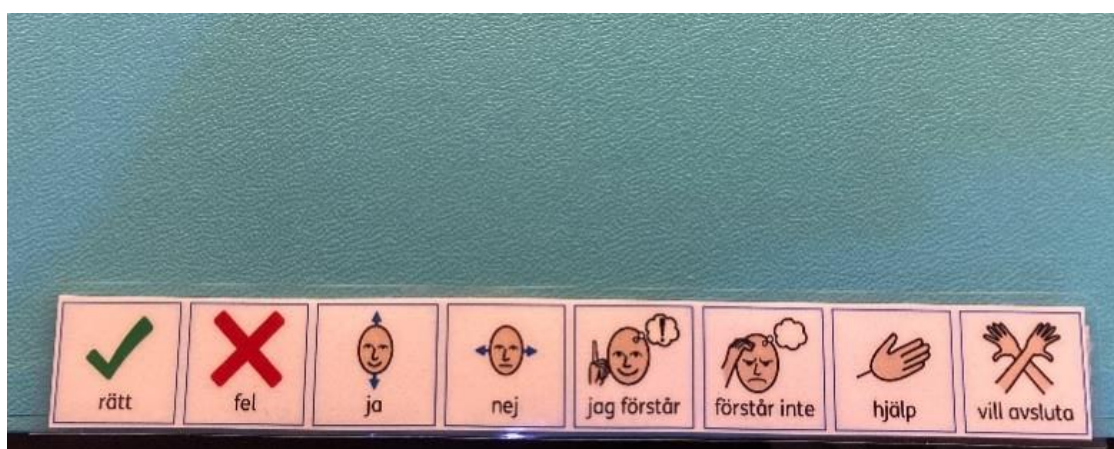 rätt
fel
ja
nej
jag förstår
förstår inte
hjälp
vill avsluta